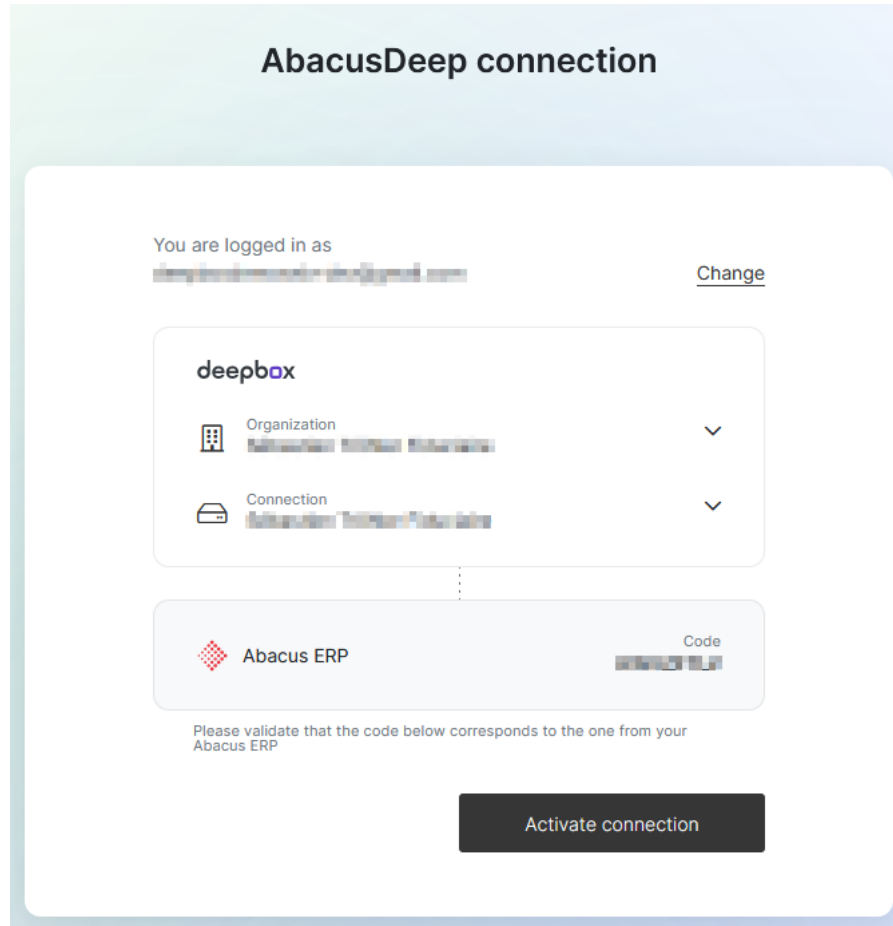 AbacusDeep connection
You are logged in as
Change
deepbox
Organization
Connection
Abacus ERP
Code
Please validate that the code below corresponds to the one from your
Abacus ERP
Activate connection